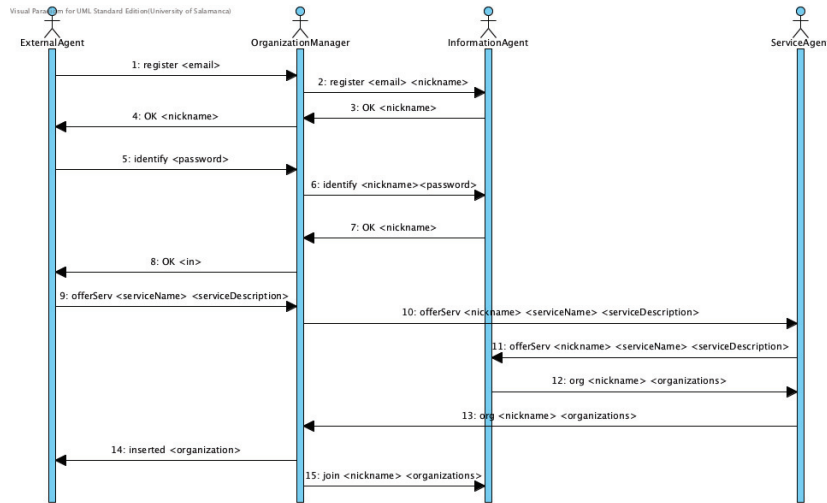 Visual Paradigm for UML Standard Edition(University of Salamanca)
ExternalAgent
OrganizationManager
InformationAgent
ServiceAgen
1: register <email>
2: register <email> <nickname>
3: OK <nickname>
4: OK <nickname>
5: identify <password>
6: identify <nickname><password>
7: OK <nickname>
8: OK <in>
9: offerServ <serviceName> <serviceDescription>
10: offerServ <nickname> <serviceName> <serviceDescription>
11: offerServ <nickname> <serviceName> <serviceDescription>
12: org <nickname> <organizations>
13: org <nickname> <organizations>
14: inserted <organization>
15: join <nickname> <organizations>